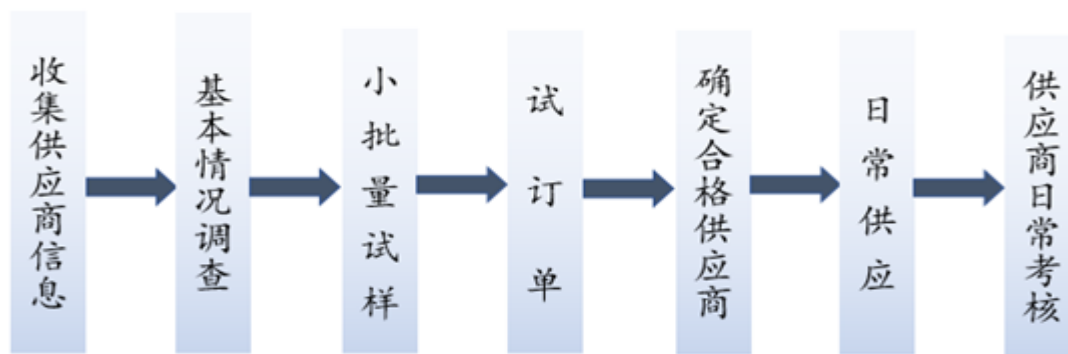 收集供应商信息
基本情况调查
小批量试样
试订单
确定合格供应商
日常供应
供应商日常考核